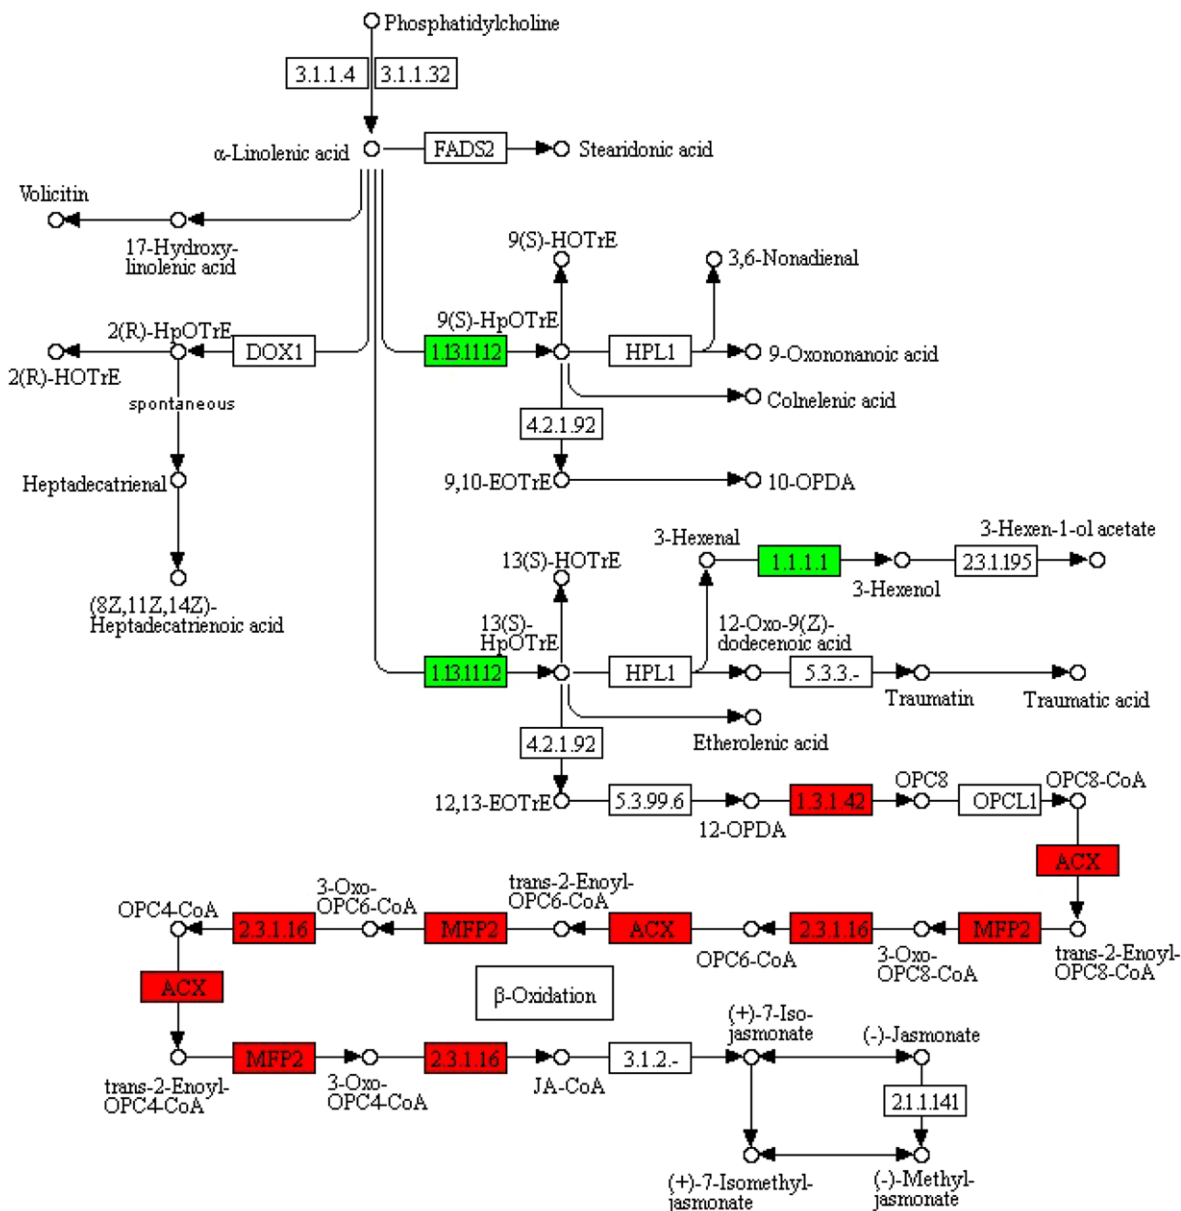 Phosphatidylcholine
3.1.1.4
3.1.1.32
α-Linolenic acid
FADS2
Stearidonic acid
Volicitin
17-Hydroxy-
linolenic acid
9(S)-HOTrE
3,6-Nonadienal
2(R)-HpOTrE
DOX1
9(S)-HpOTrE
1.13.1112
HPL1
9-Oxononanoic acid
2(R)-HOTrE
spontaneous
Colnelenic acid
4.2.1.92
Heptadecatrienal
9,10-EOTrE
10-OPDA
3-Hexenal
1.1.1.1
3-Hexen-1-ol acetate
2.3.1.195
3-Hexenol
13(S)-HOTrE
(8Z,11Z,14Z)-
Heptadecatrienoic acid
13(S)-
HpOTrE
12-Oxo-9(Z)-
dodecenoic acid
1.13.1112
HPL1
5.3.3.-
Traumatin
Traumatic acid
Etherolenic acid
4.2.1.92
12,13-EOTrE
5.3.99.6
12-OPDA
1.3.1.42
OPC8
OPCL1
OPC8-CoA
ACX
OPC4-CoA
2.3.1.16
3-Oxo-
OPC6-CoA
MFP2
trans-2-Enoyl-
OPC6-CoA
ACX
OPC6-CoA
2.3.1.16
3-Oxo-
OPC8-CoA
MFP2
trans-2-Enoyl-
OPC8-CoA
ACX
β-Oxidation
trans-2-Enoyl-
OPC4-CoA
MFP2
3-Oxo-
OPC4-CoA
2.3.1.16
JA-CoA
3.1.2.-
(+)-7-Iso-
jasmonate
(-)-Jasmonate
2.1.1.141
(+)-7-Isomethyl-
jasmonate
(-)-Methyl-
jasmonate